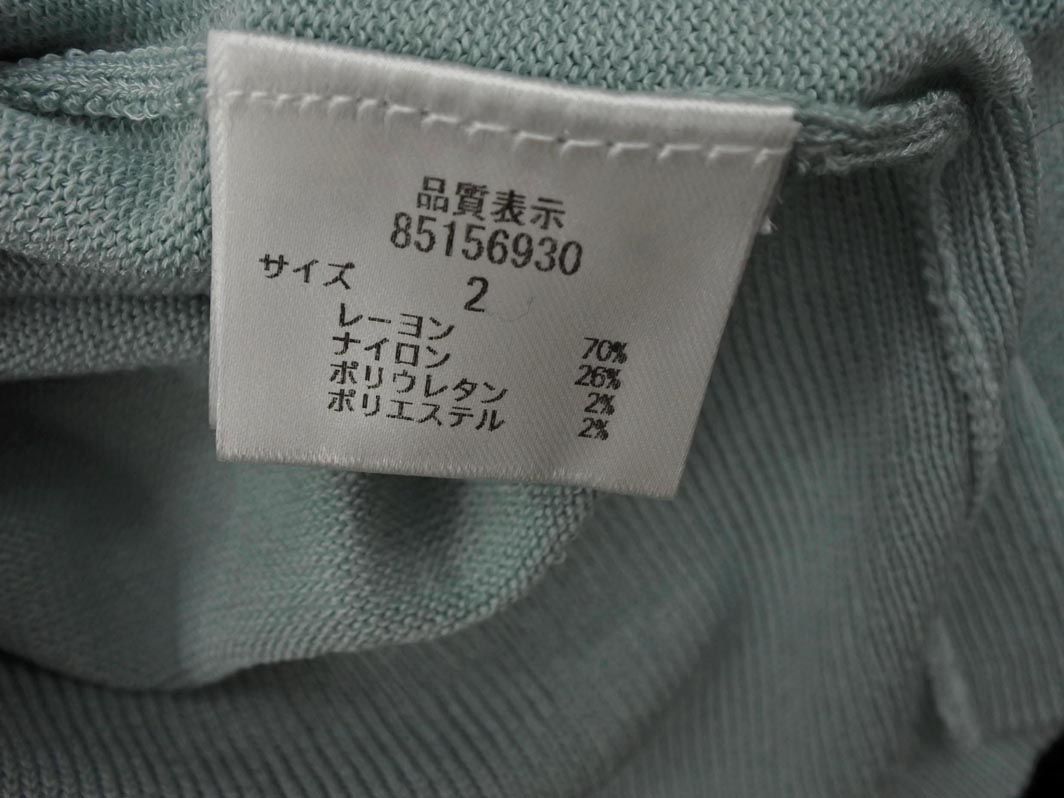 品質表示
85156930
サイズ 2
レーヨン 70%
ナイロン 26%
ポリウレタン 2%
ポリエステル 2%